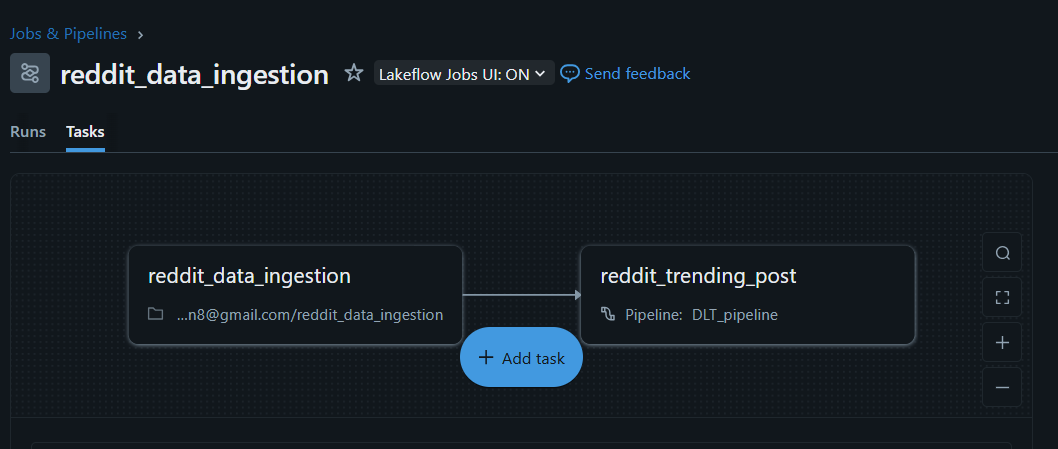 Jobs & Pipelines
reddit_data_ingestion
Lakeflow Jobs UI: ON
Send feedback
Runs
Tasks
reddit_data_ingestion
...n8@gmail.com/reddit_data_ingestion
reddit_trending_post
Pipeline: DLT_pipeline
+ Add task